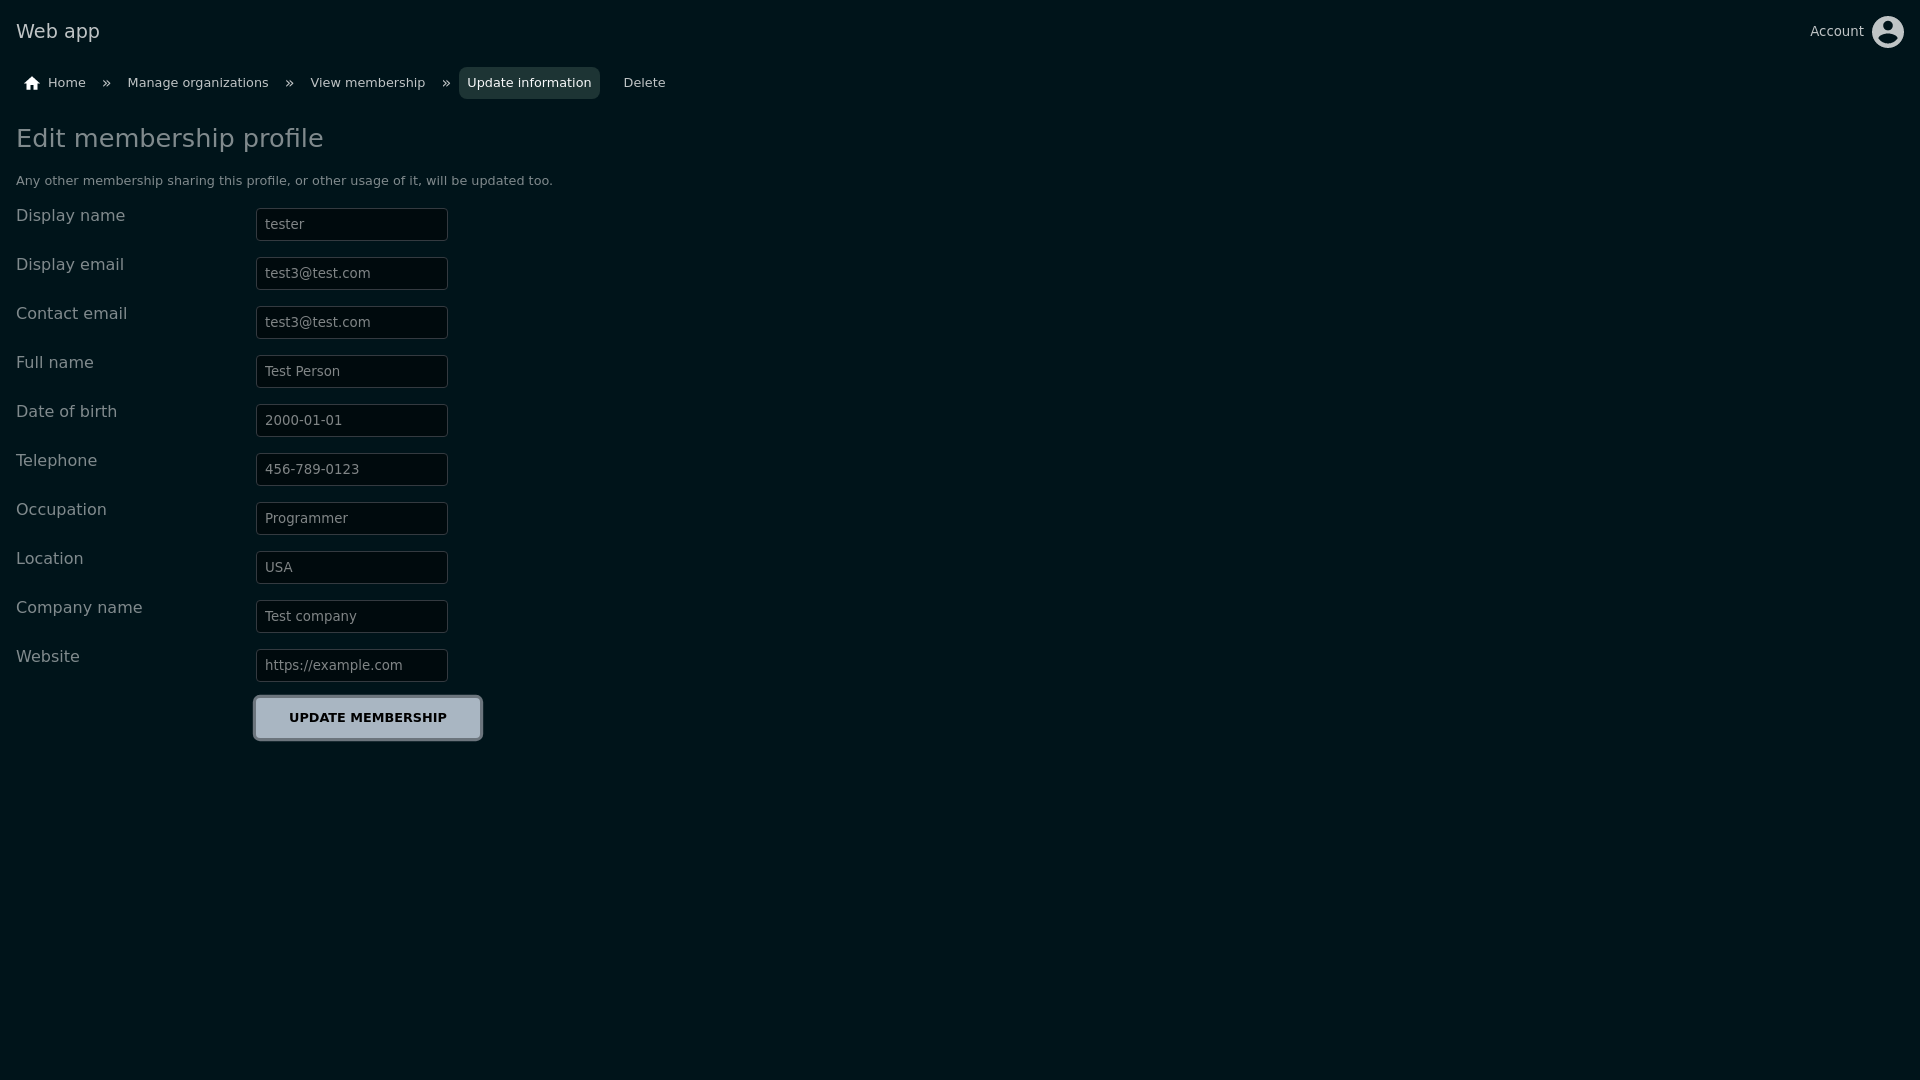 Web app
Account
Home » Manage organizations » View membership » Update information Delete
Edit membership profile
Any other membership sharing this profile, or other usage of it, will be updated too.
Display name tester
Display email test3@test.com
Contact email test3@test.com
Full name Test Person
Date of birth 2000-01-01
Telephone 456-789-0123
Occupation Programmer
Location USA
Company name Test company
Website https://example.com
UPDATE MEMBERSHIP